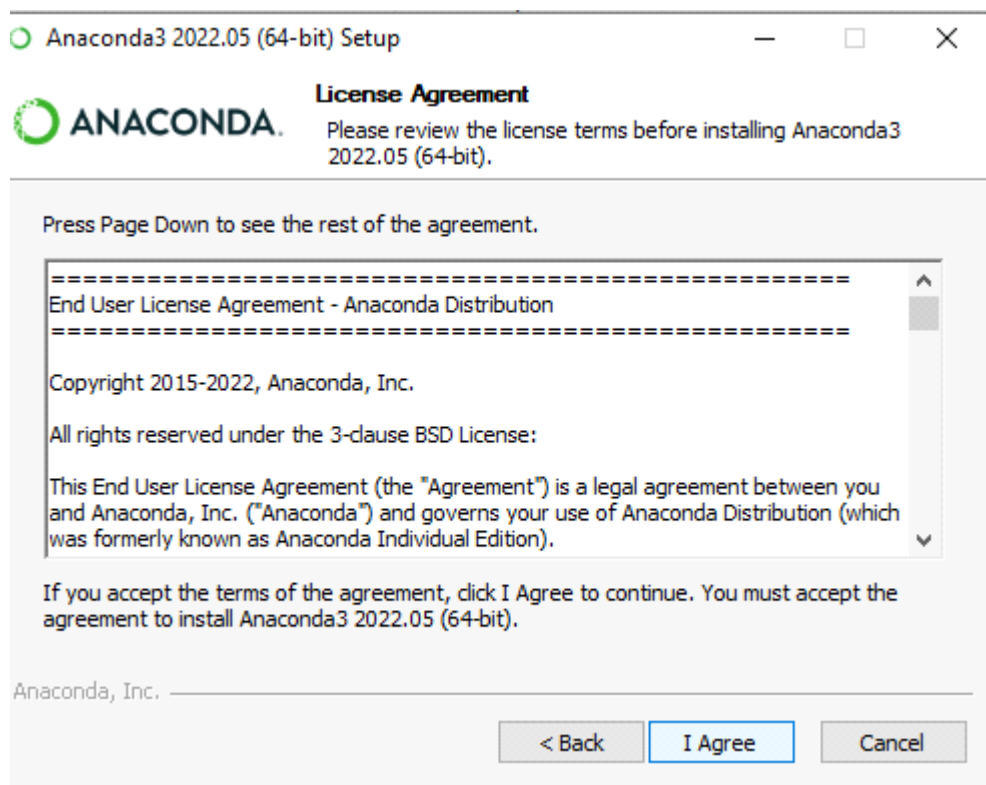 Anaconda3 2022.05 (64-bit) Setup
ANACONDA.
License Agreement
Please review the license terms before installing Anaconda3
2022.05 (64-bit).
Press Page Down to see the rest of the agreement.
==================================================
End User License Agreement - Anaconda Distribution
==================================================
Copyright 2015-2022, Anaconda, Inc.
All rights reserved under the 3-clause BSD License:
This End User License Agreement (the "Agreement") is a legal agreement between you
and Anaconda, Inc. ("Anaconda") and governs your use of Anaconda Distribution (which
was formerly known as Anaconda Individual Edition).
If you accept the terms of the agreement, click I Agree to continue. You must accept the
agreement to install Anaconda3 2022.05 (64-bit).
Anaconda, Inc.
< Back
I Agree
Cancel